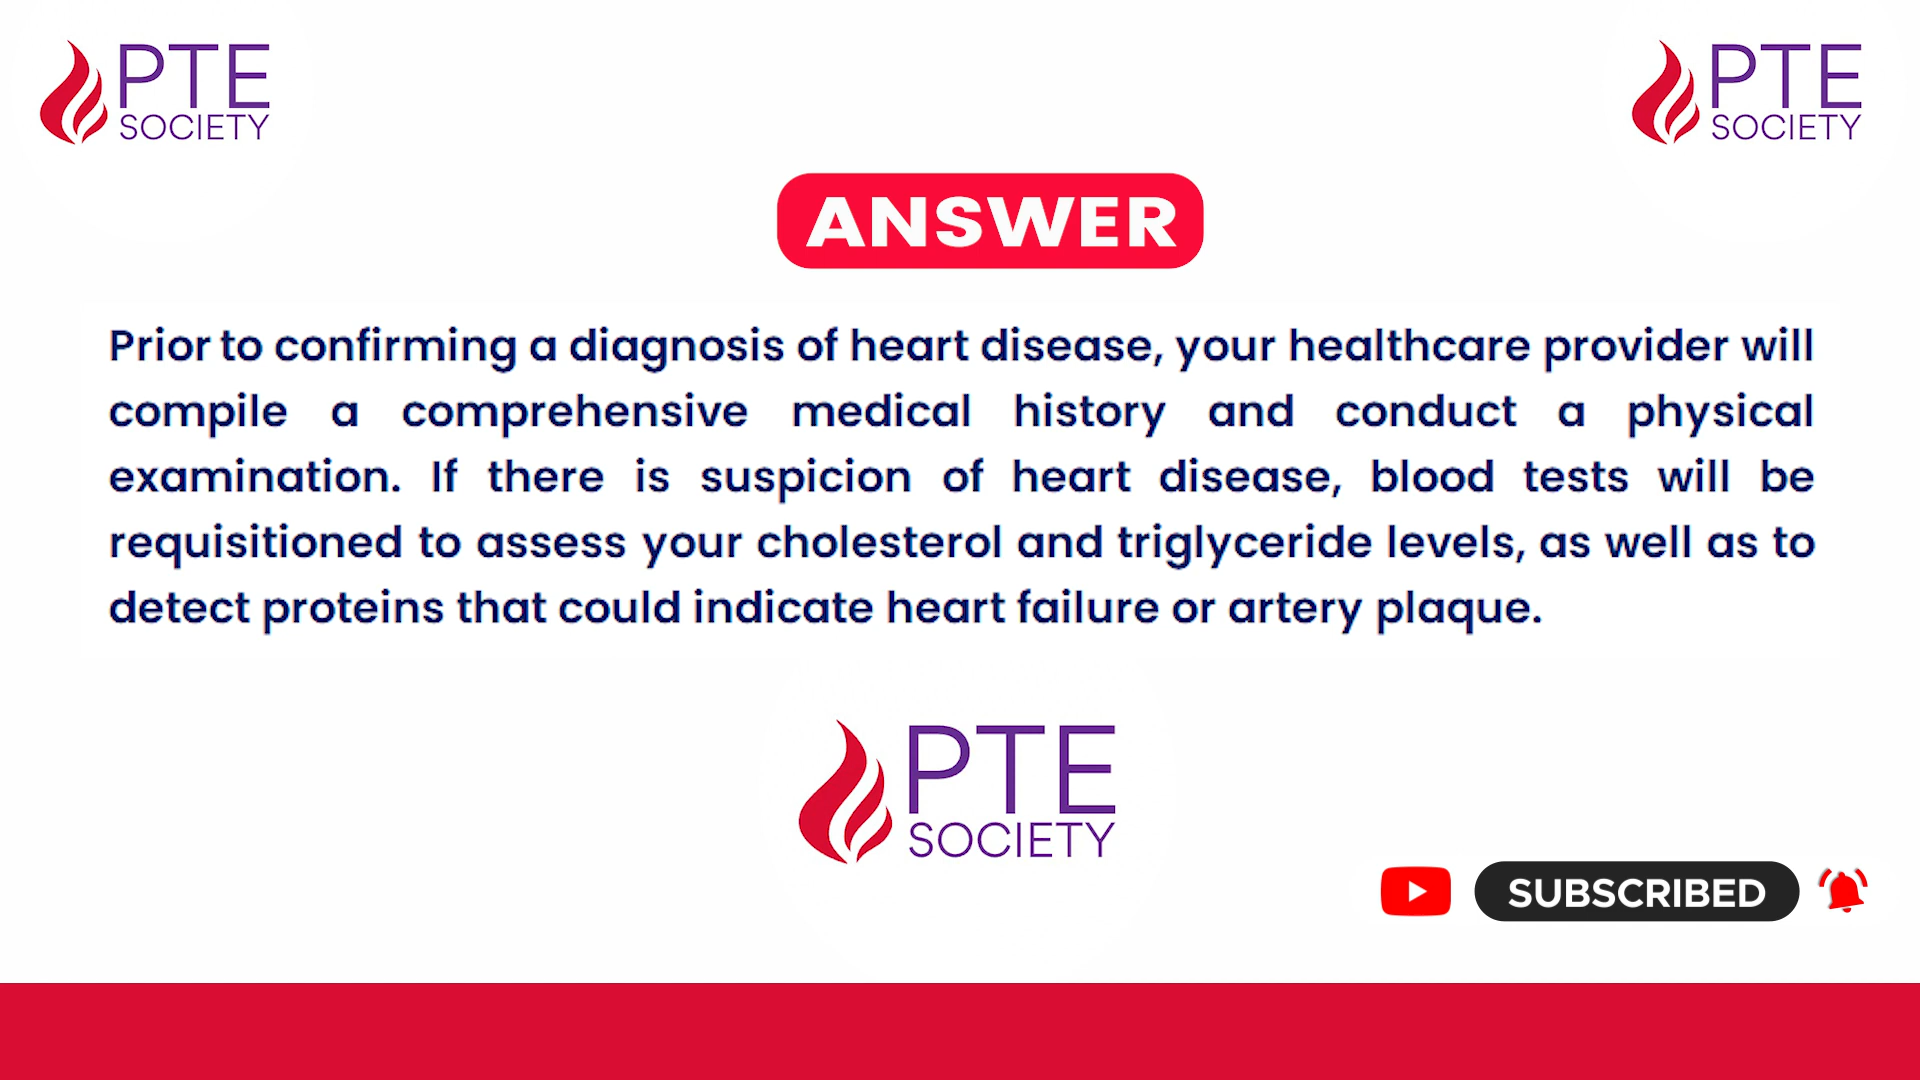 PTE
SOCIETY
PTE
SOCIETY
ANSWER
Prior to confirming a diagnosis of heart disease, your healthcare provider will
compile a comprehensive medical history and conduct a physical
examination. If there is suspicion of heart disease, blood tests will be
requisitioned to assess your cholesterol and triglyceride levels, as well as to
detect proteins that could indicate heart failure or artery plaque.
PTE
SOCIETY
SUBSCRIBED